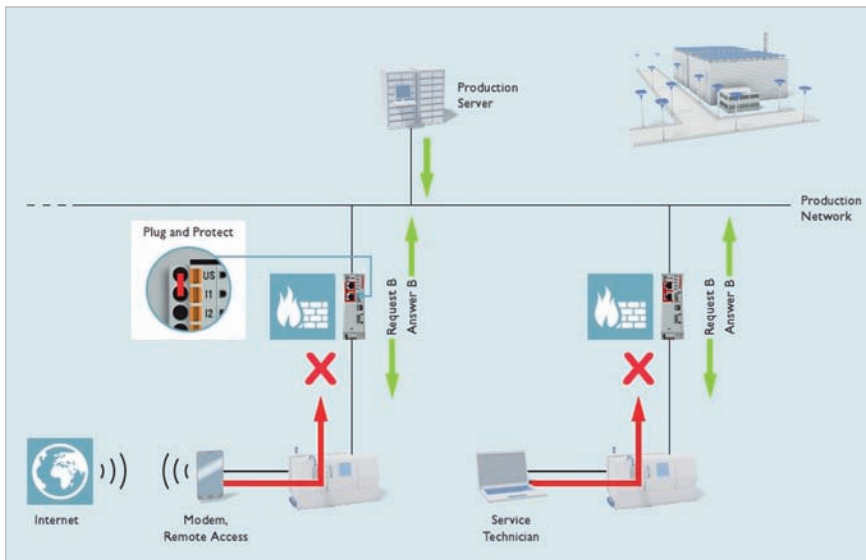 Production
Server
Production
Network
Plug and Protect
US
I1
I2
Request B
Answer B
Request B
Answer B
Internet
Modem,
Remote Access
Service
Technician